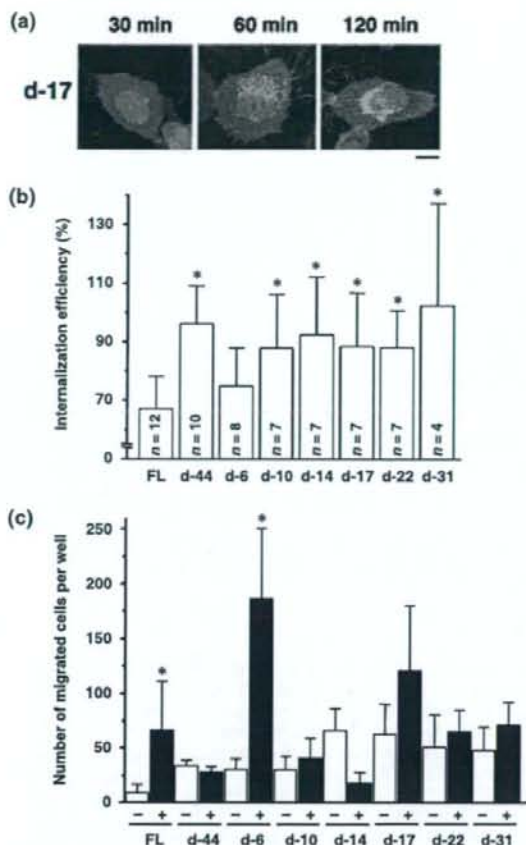 (a)
30 min 60 min 120 min
d-17
(b)
Internalization efficiency (%)
130
110
90
70
0
* * * * * *
n = 12 n = 10 n = 8 n = 7 n = 7 n = 7 n = 7 n = 4
FL d-44 d-6 d-10 d-14 d-17 d-22 d-31
(c)
Number of migrated cells per well
250
200
150
100
50
0
* *
− + − + − + − + − + − + − + − +
FL d-44 d-6 d-10 d-14 d-17 d-22 d-31